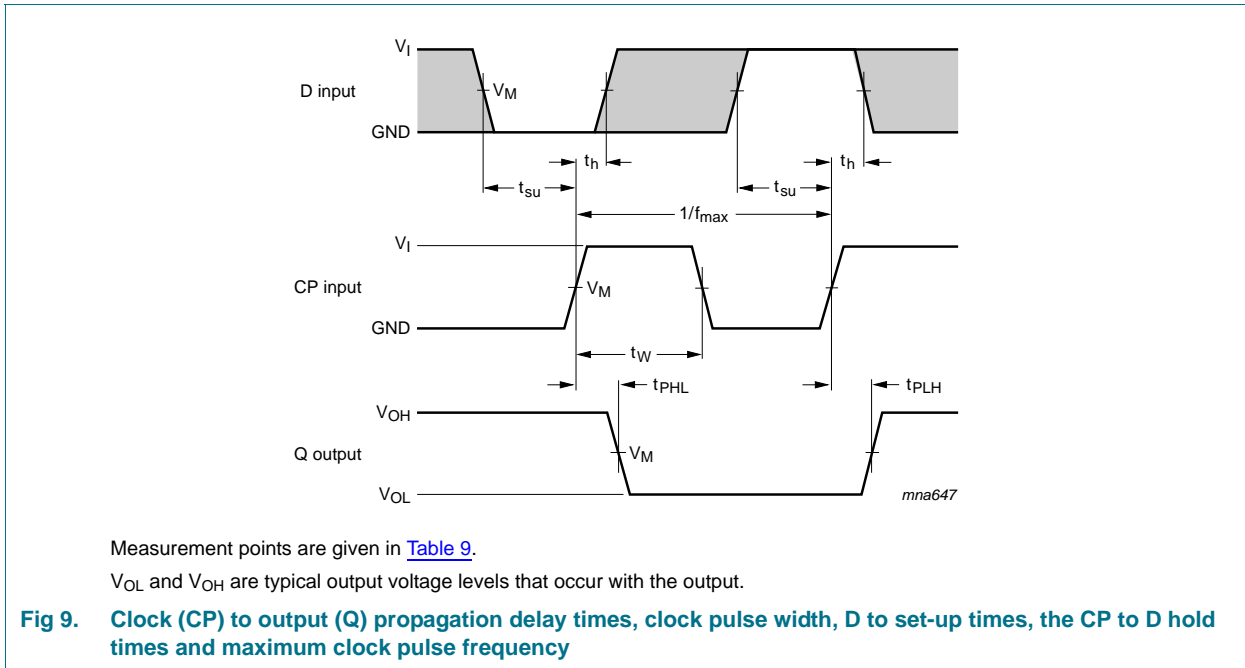 V_I
D input
V_M
GND
t_h
t_h
t_su
t_su
1/f_max
V_I
CP input
V_M
GND
t_W
t_PHL
t_PLH
V_OH
Q output
V_M
V_OL
mna647
Measurement points are given in Table 9.
V_OL and V_OH are typical output voltage levels that occur with the output.
Fig 9. Clock (CP) to output (Q) propagation delay times, clock pulse width, D to set-up times, the CP to D hold
times and maximum clock pulse frequency